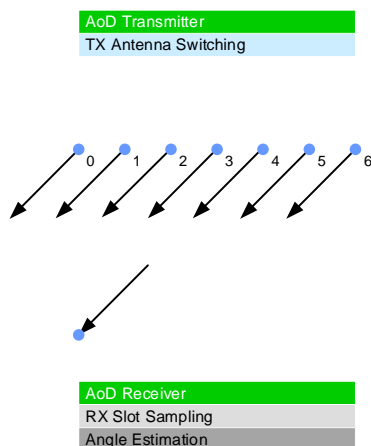 AoD Transmitter
TX Antenna Switching
0 1 2 3 4 5 6
AoD Receiver
RX Slot Sampling
Angle Estimation